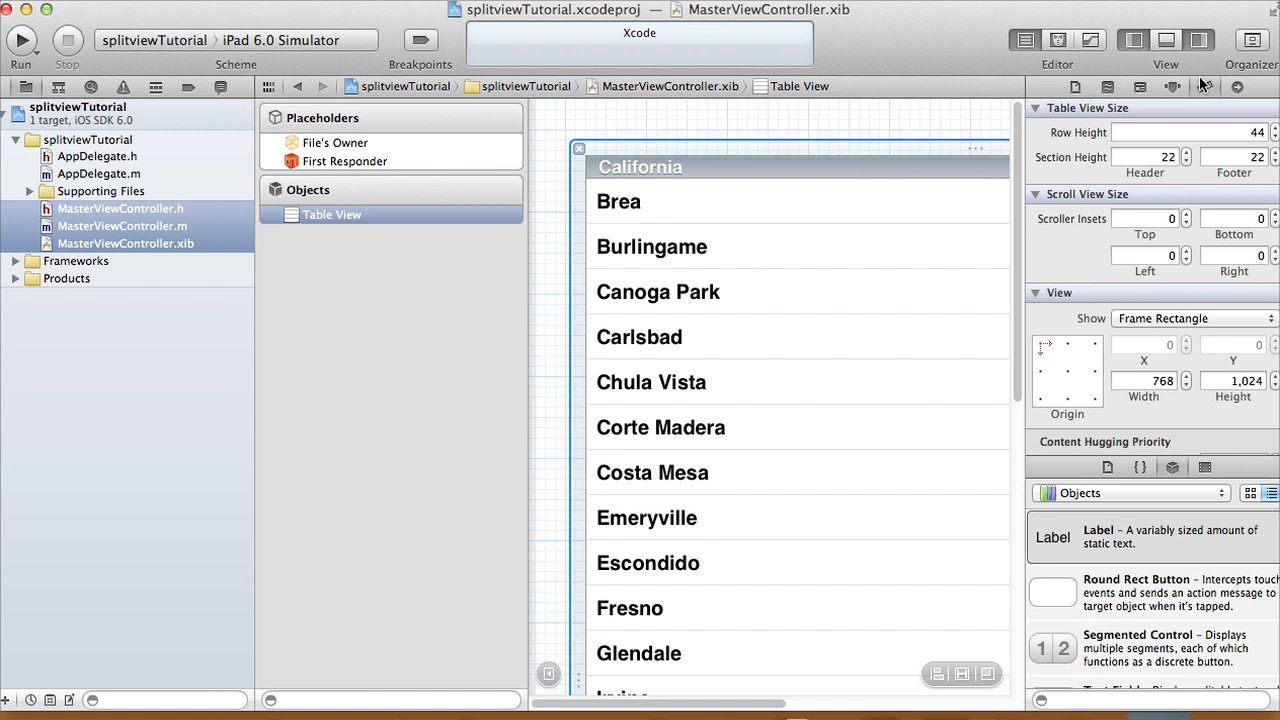 splitviewTutorial.xcodeproj — MasterViewController.xib
splitviewTutorial iPad 6.0 Simulator
Xcode
Run Stop Scheme Breakpoints Editor View Organizer
splitviewTutorial splitviewTutorial MasterViewController.xib Table View
splitviewTutorial
1 target, iOS SDK 6.0
splitviewTutorial
AppDelegate.h
AppDelegate.m
Supporting Files
MasterViewController.h
MasterViewController.m
MasterViewController.xib
Frameworks
Products
Placeholders
File's Owner
First Responder
Objects
Table View
California
Brea
Burlingame
Canoga Park
Carlsbad
Chula Vista
Corte Madera
Costa Mesa
Emeryville
Escondido
Fresno
Glendale
Table View Size
Row Height 44
Section Height 22 22
Header Footer
Scroll View Size
Scroller Insets 0 0
Top Bottom
0 0
Left Right
View
Show Frame Rectangle
0 0
X Y
768 1,024
Width Height
Origin
Content Hugging Priority
Objects
Label Label – A variably sized amount of
static text.
Round Rect Button – Intercepts touch
events and sends an action message to
target object when it's tapped.
1 2 Segmented Control – Displays
multiple segments, each of which
functions as a discrete button.